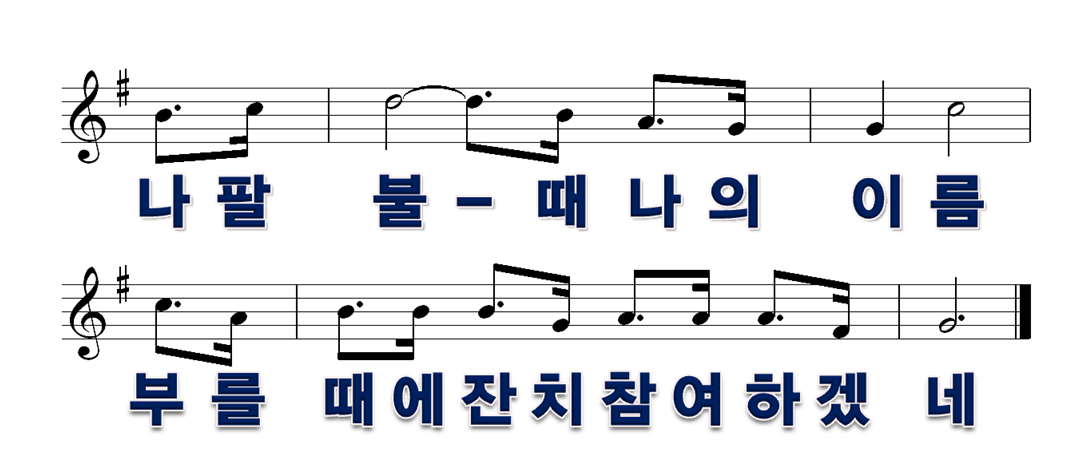 나 팔 불 - 때 나 의 이 름
부 를 때 에 잔 치 참 여 하 겠 네